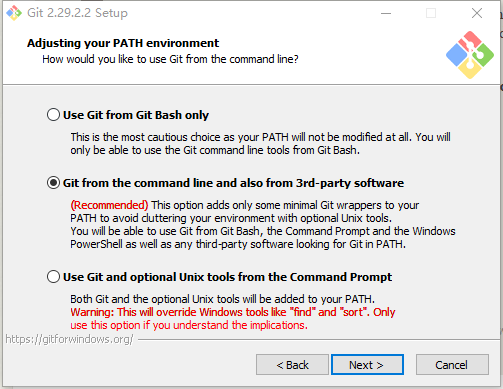 Git 2.29.2.2 Setup
Adjusting your PATH environment
How would you like to use Git from the command line?
Use Git from Git Bash only
This is the most cautious choice as your PATH will not be modified at all. You will
only be able to use the Git command line tools from Git Bash.
Git from the command line and also from 3rd-party software
(Recommended) This option adds only some minimal Git wrappers to your
PATH to avoid cluttering your environment with optional Unix tools.
You will be able to use Git from Git Bash, the Command Prompt and the Windows
PowerShell as well as any third-party software looking for Git in PATH.
Use Git and optional Unix tools from the Command Prompt
Both Git and the optional Unix tools will be added to your PATH.
Warning: This will override Windows tools like "find" and "sort". Only
use this option if you understand the implications.
https://gitforwindows.org/
< Back
Next >
Cancel